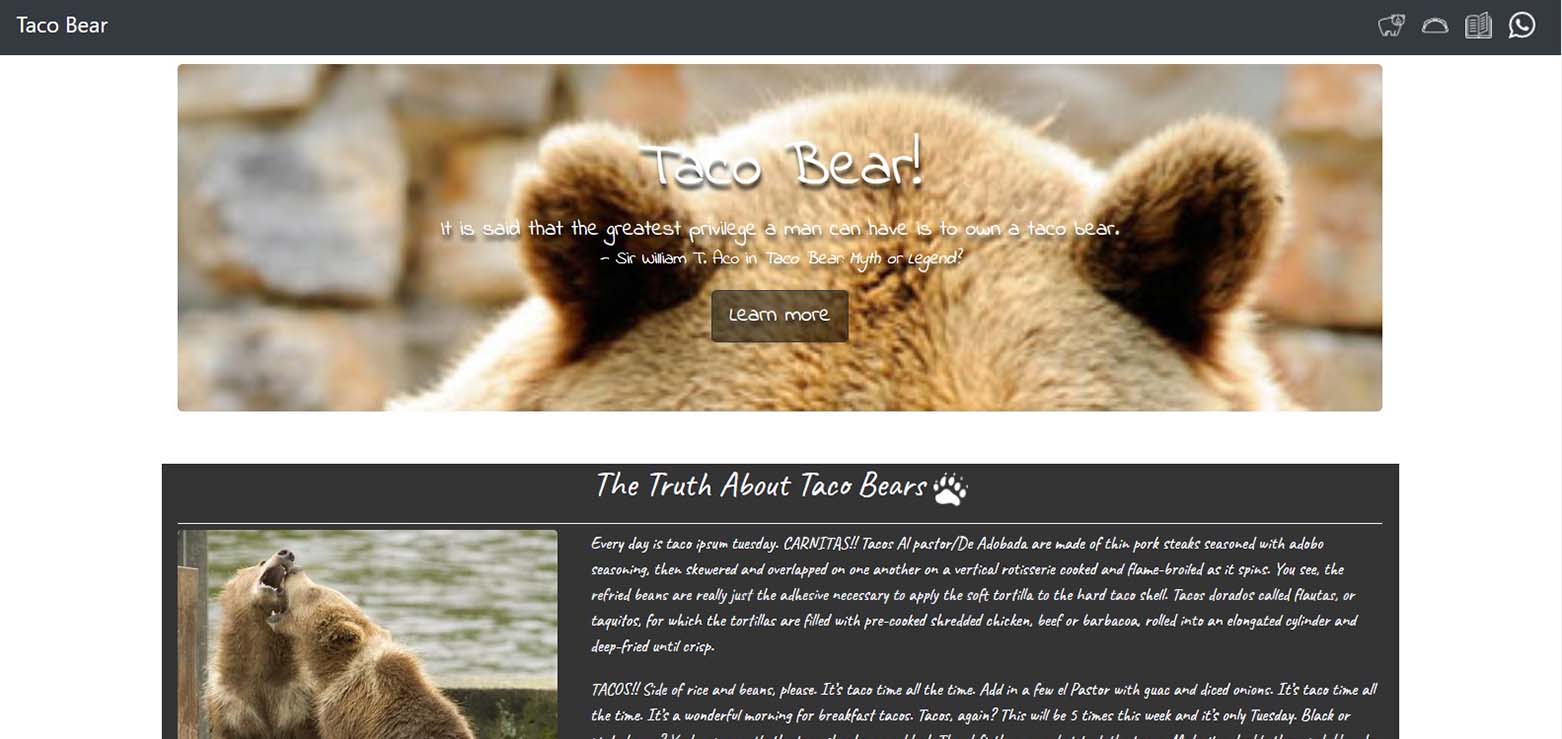 Taco Bear
Taco Bear!
It is said that the greatest privilege a man can have is to own a taco bear.
- Sir William T. Aco in Taco Bear Myth or Legend?
Learn more
The Truth About Taco Bears
Every day is taco ipsum tuesday. CARNITAS!! Tacos Al pastor/De Adobada are made of thin pork steaks seasoned with adobo
seasoning, then skewered and overlapped on one another on a vertical rotisserie cooked and flame-broiled as it spins. You see, the
refried beans are really just the adhesive necessary to apply the soft tortilla to the hard taco shell. Tacos dorados called flautas, or
taquitos, for which the tortillas are filled with pre-cooked shredded chicken, beef or barbacoa, rolled into an elongated cylinder and
deep-fried until crisp.
TACOS!! Side of rice and beans, please. It's taco time all the time. Add in a few el Pastor with guac and diced onions. It's taco time all
the time. It's a wonderful morning for breakfast tacos. Tacos, again? This will be 5 times this week and it's only Tuesday. Black or